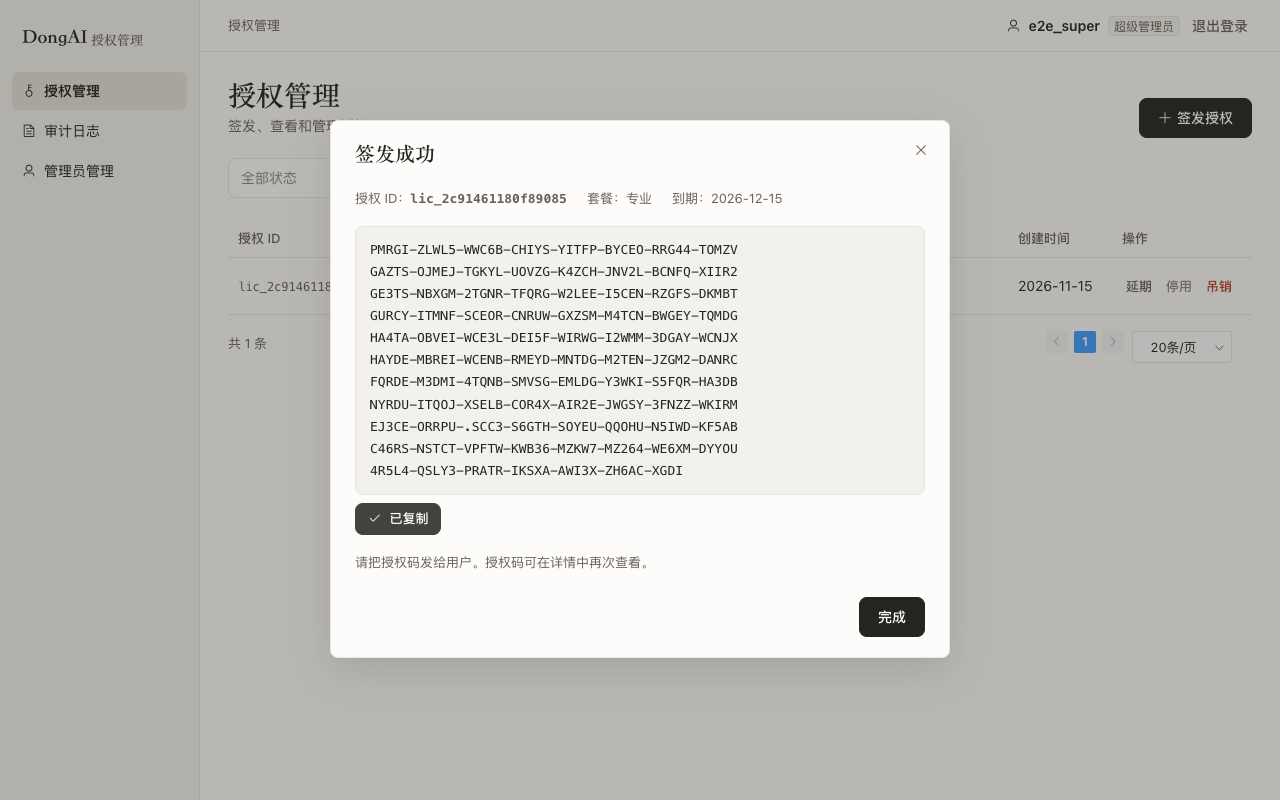 DongAI 授权管理
授权管理
审计日志
管理员管理
授权管理
e2e_super 超级管理员 退出登录
授权管理
签发、查看和管理
签发授权
全部状态
授权 ID
创建时间
操作
lic_2c9146118
2026-11-15
延期 停用 吊销
共 1 条
1
20条/页
签发成功
授权 ID: lic_2c91461180f89085 套餐: 专业 到期: 2026-12-15
PMRGI-ZLWL5-WWC6B-CHIYS-YITFP-BYCEO-RRG44-TOMZV
GAZTS-OJMEJ-TGKYL-UOVZG-K4ZCH-JNV2L-BCNFQ-XIIR2
GE3TS-NBXGM-2TGNR-TFQRG-W2LEE-I5CEN-RZGFS-DKMBT
GURCY-ITMNF-SCEOR-CNRUW-GXZSM-M4TCN-BWGEY-TQMDG
HA4TA-OBVEI-WCE3L-DEI5F-WIRWG-I2WMM-3DGAY-WCNJX
HAYDE-MBREI-WCENB-RMEYD-MNTDG-M2TEN-JZGM2-DANRC
FQRDE-M3DMI-4TQNB-SMVSG-EMLDG-Y3WKI-S5FQR-HA3DB
NYRDU-ITQOJ-XSELB-COR4X-AIR2E-JWGSY-3FNZZ-WKIRM
EJ3CE-ORRPU-.SCC3-S6GTH-SOYEU-QQOHU-N5IWD-KF5AB
C46RS-NSTCT-VPFTW-KWB36-MZKW7-MZ264-WE6XM-DYYOU
4R5L4-QSLY3-PRATR-IKSXA-AWI3X-ZH6AC-XGDI
已复制
请把授权码发给用户。授权码可在详情中再次查看。
完成